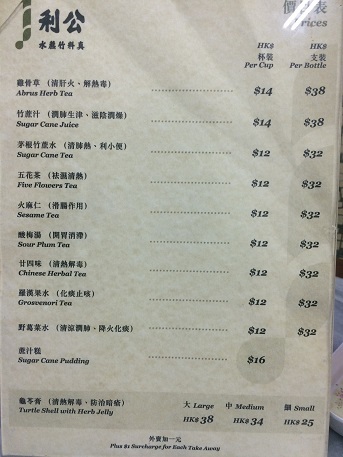 公利
真料竹蔗水
價目表
Prices
HK$ HK$
杯裝 支裝
Per Cup Per Bottle
雞骨草 （清肝火、解熱毒）
Abrus Herb Tea $14 $38
竹蔗汁 （潤肺生津、滋陰潤燥）
Sugar Cane Juice $14 $38
茅根竹蔗水 （清肺熱、利小便）
Sugar Cane Tea $12 $32
五花茶 （祛濕清熱）
Five Flowers Tea $12 $32
火麻仁 （滑腸作用）
Sesame Tea $12 $32
酸梅湯 （開胃消滯）
Sour Plum Tea $12 $32
廿四味 （清熱解毒）
Chinese Herbal Tea $12 $32
羅漢果水 （化痰止咳）
Grosvenori Tea $12 $32
野葛菜水 （清涼潤肺、降火化痰）
$12 $32
蔗汁糕
Sugar Cane Pudding $16
龜苓膏 （清熱解毒、防治暗瘡） 大 Large 中 Medium 細 Small
Turtle Shell with Herb Jelly $38 $34 $25
外賣加一元
Plus $1 Surcharge for Each Take Away